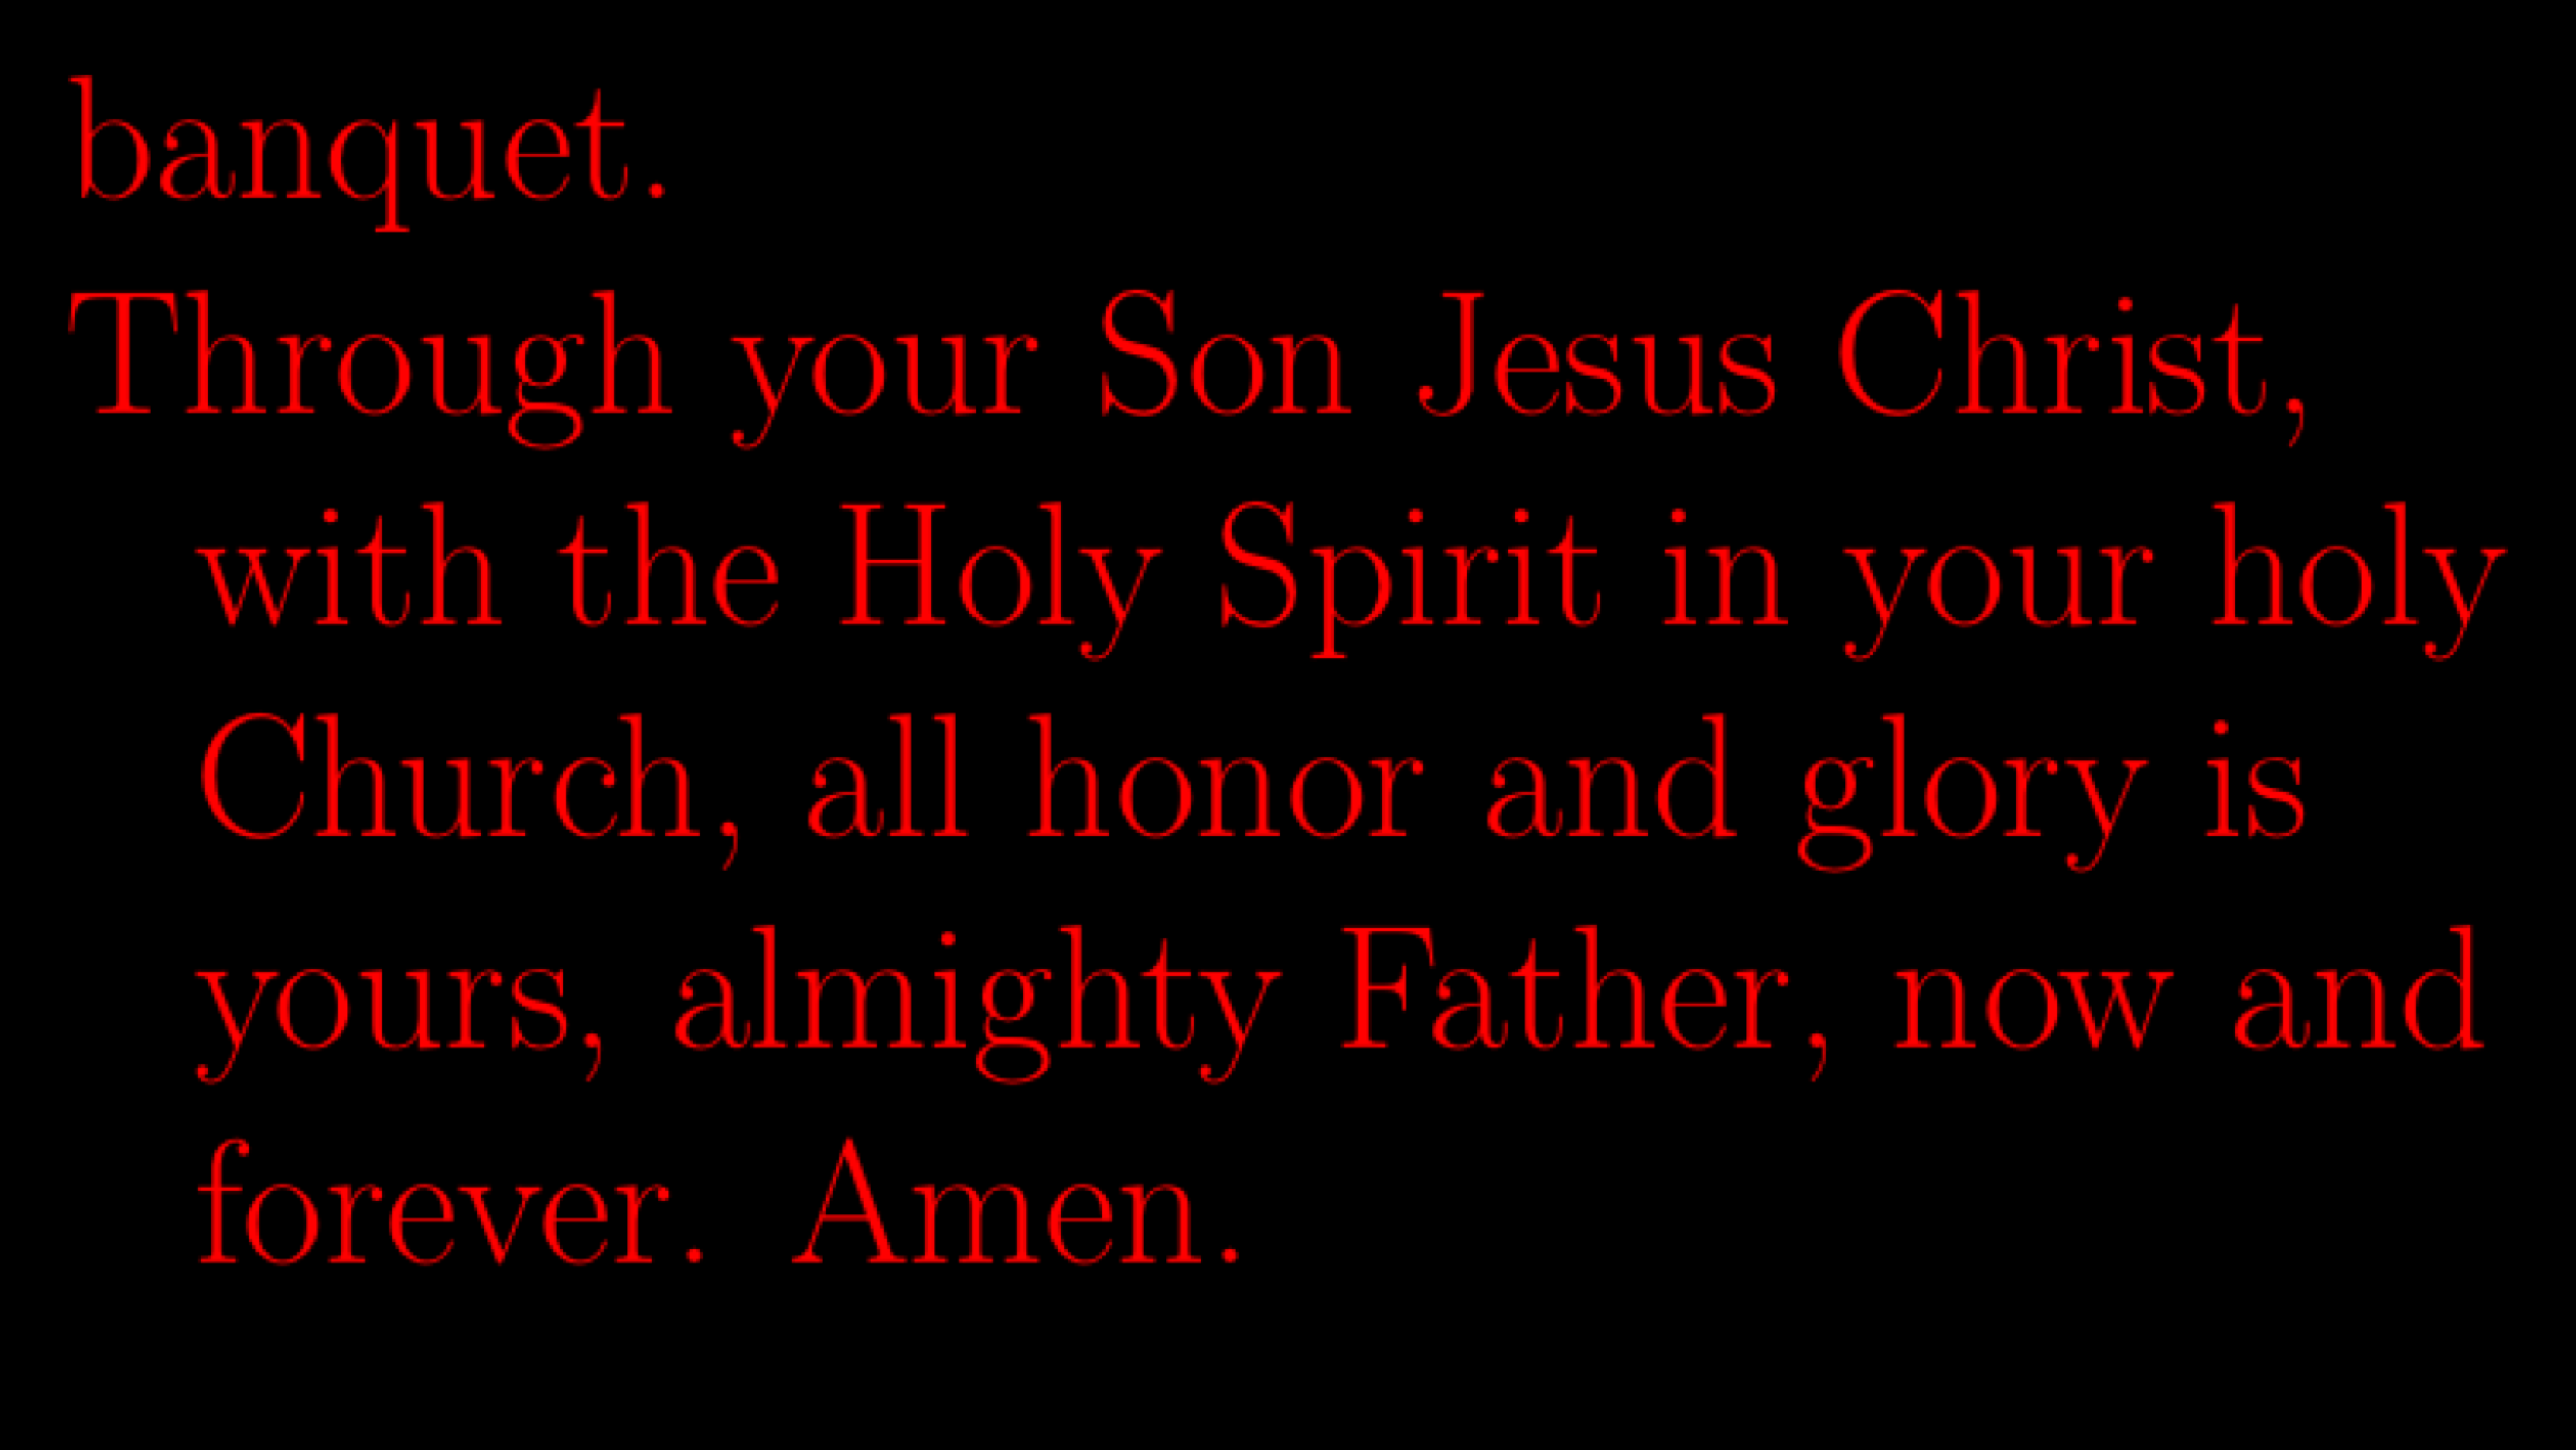 banquet.
Through your Son Jesus Christ,
with the Holy Spirit in your holy
Church, all honor and glory is
yours, almighty Father, now and
forever. Amen.